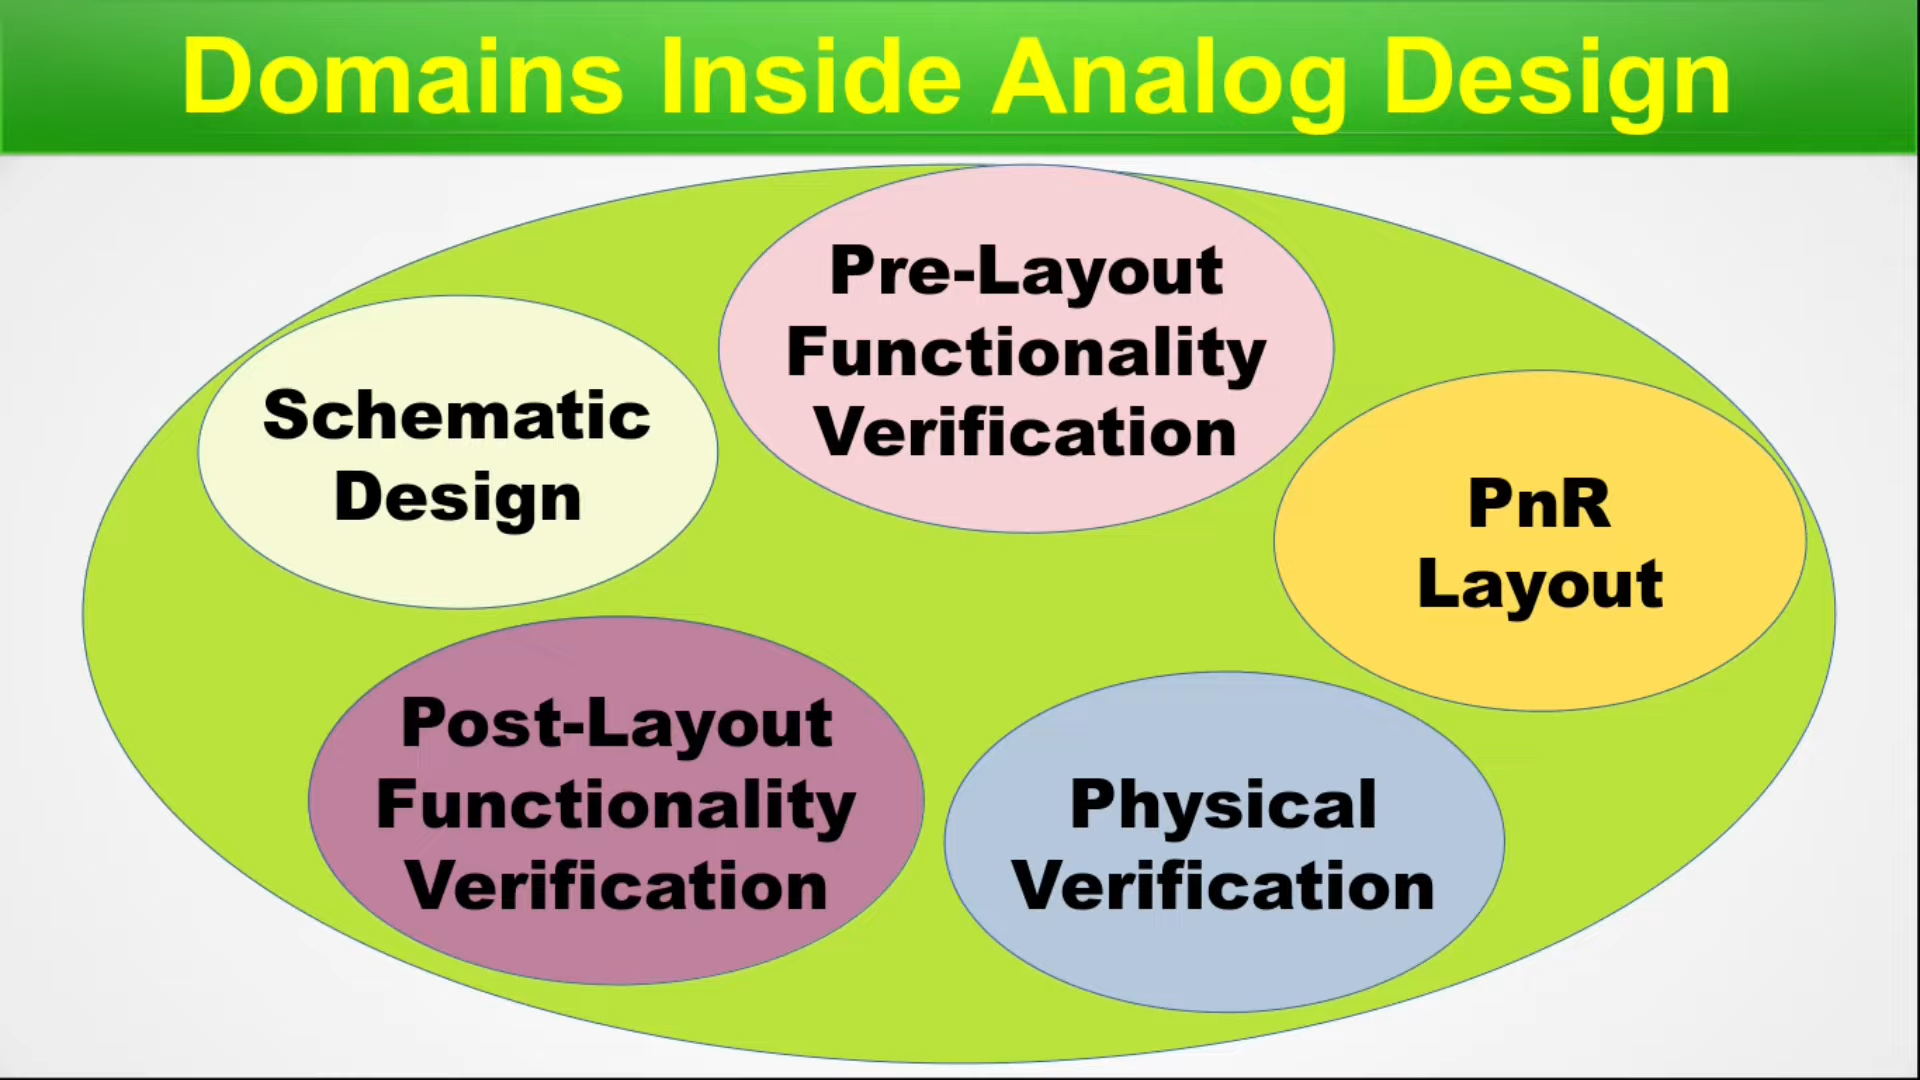 Domains Inside Analog Design
Schematic
Design
Pre-Layout
Functionality
Verification
PnR
Layout
Physical
Verification
Post-Layout
Functionality
Verification